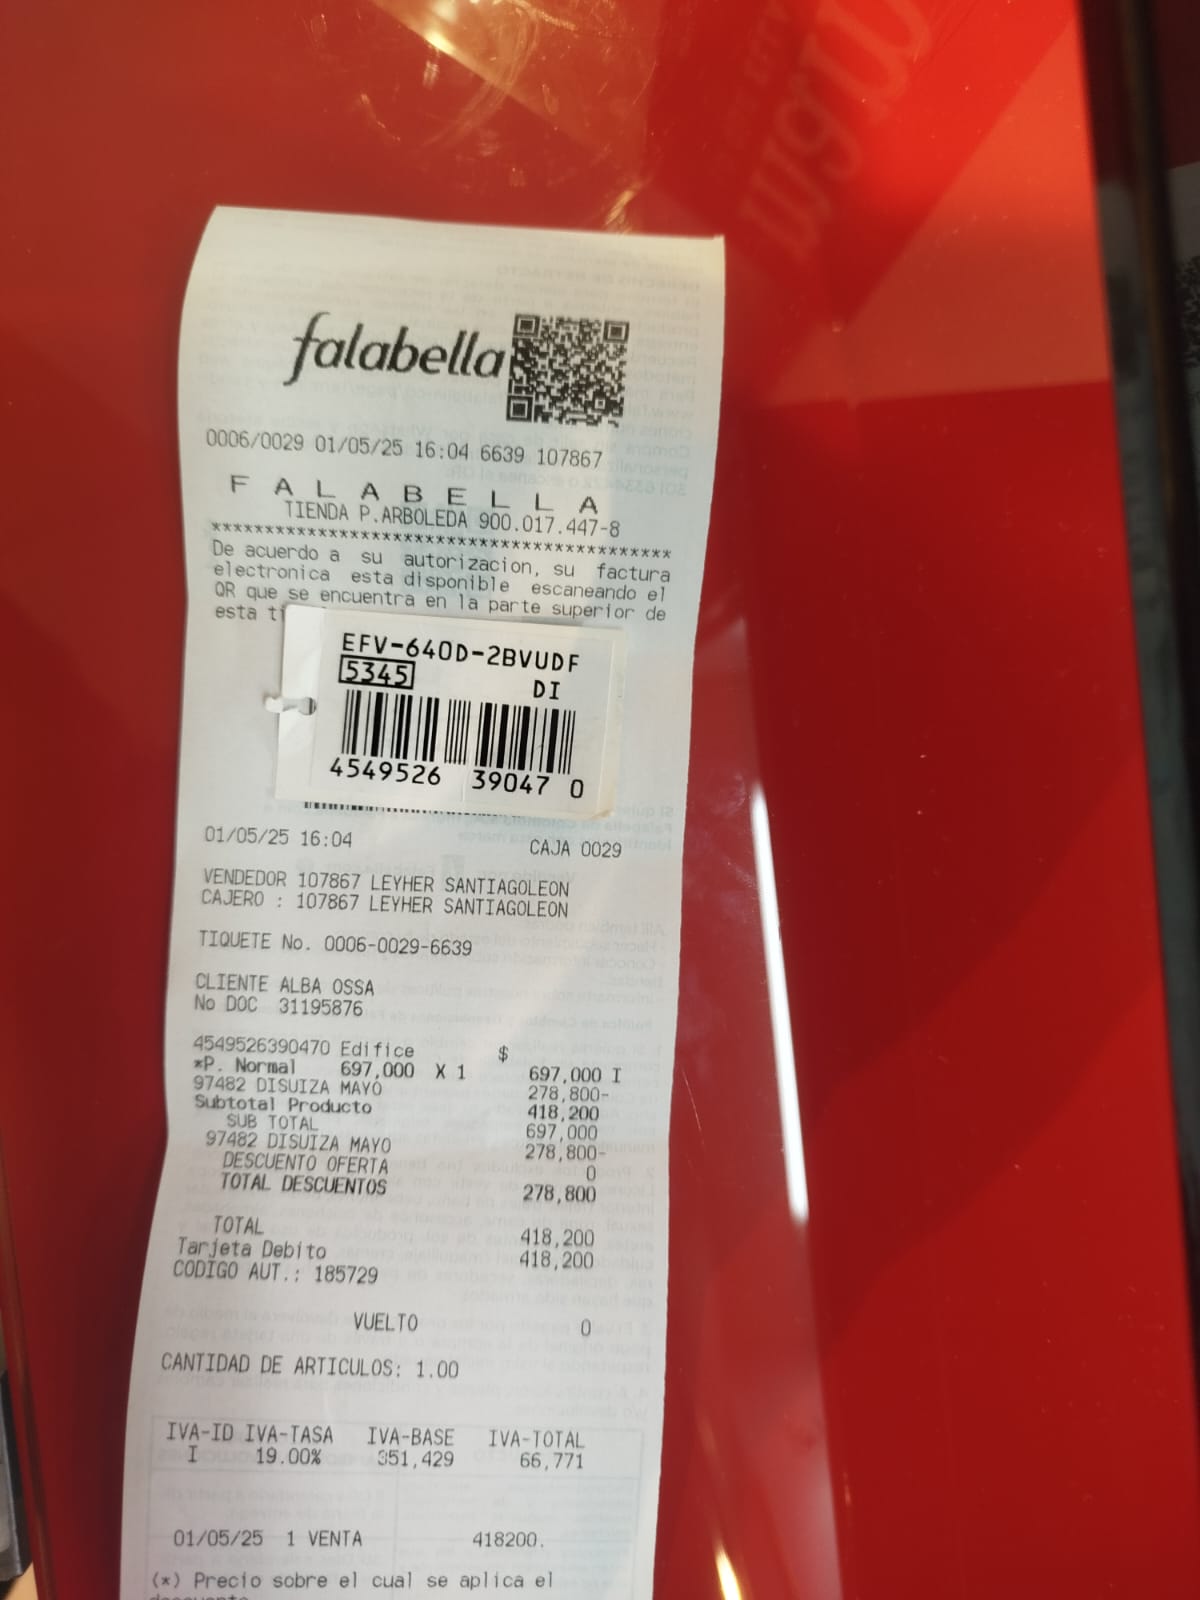 falabella
0006/0029 01/05/25 16:04 6639 107867
F A L A B E L L A
TIENDA P.ARBOLEDA 900.017.447-8
*******************************************
De acuerdo a su autorizacion, su factura
electronica esta disponible escaneando el
QR que se encuentra en la parte superior de
esta
EFV-640D-2BVUDF
5345 DI
4549526 39047 0
01/05/25 16:04 CAJA 0029
VENDEDOR 107867 LEYHER SANTIAGOLEON
CAJERO : 107867 LEYHER SANTIAGOLEON
TIQUETE No. 0006-0029-6639
CLIENTE ALBA OSSA
No DOC 31195876
4549526390470 Edifice $
*P. Normal 697,000 X 1 697,000 I
97482 DISUIZA MAYO 278,800-
Subtotal Producto 418,200
SUB TOTAL 697,000
97482 DISUIZA MAYO 278,800-
DESCUENTO OFERTA 0
TOTAL DESCUENTOS 278,800
TOTAL 418,200
Tarjeta Debito 418,200
CODIGO AUT.: 185729
VUELTO 0
CANTIDAD DE ARTICULOS: 1.00
IVA-ID IVA-TASA IVA-BASE IVA-TOTAL
I 19.00% 351,429 66,771
01/05/25 1 VENTA 418200.
(*) Precio sobre el cual se aplica el